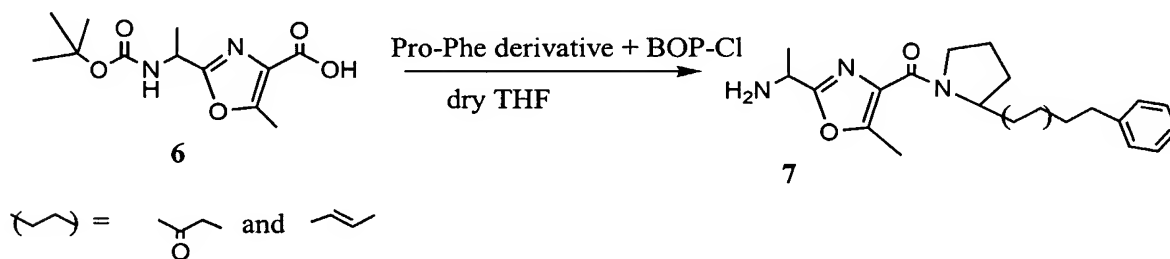 Pro-Phe derivative + BOP-Cl
dry THF
O
O
N
H
N
O
O
OH
6
H₂N
N
O
O
N
7
( ) =
O
and